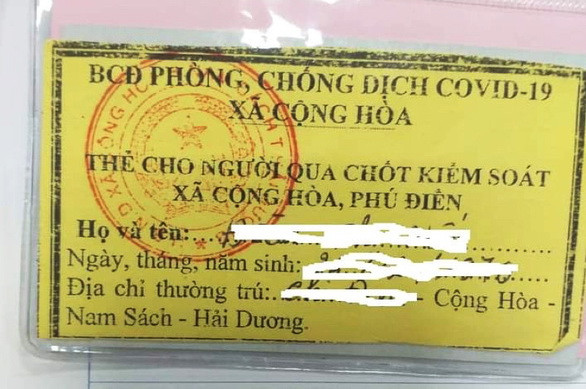 BCĐ PHÒNG, CHỐNG DỊCH COVID-19
XÃ CỘNG HÒA
THẺ CHO NGƯỜI QUA CHỐT KIỂM SOÁT
XÃ CỘNG HÒA, PHÚ ĐIỀN
Họ và tên:
Ngày, tháng, năm sinh:
Địa chỉ thường trú: - Cộng Hòa -
Nam Sách - Hải Dương.